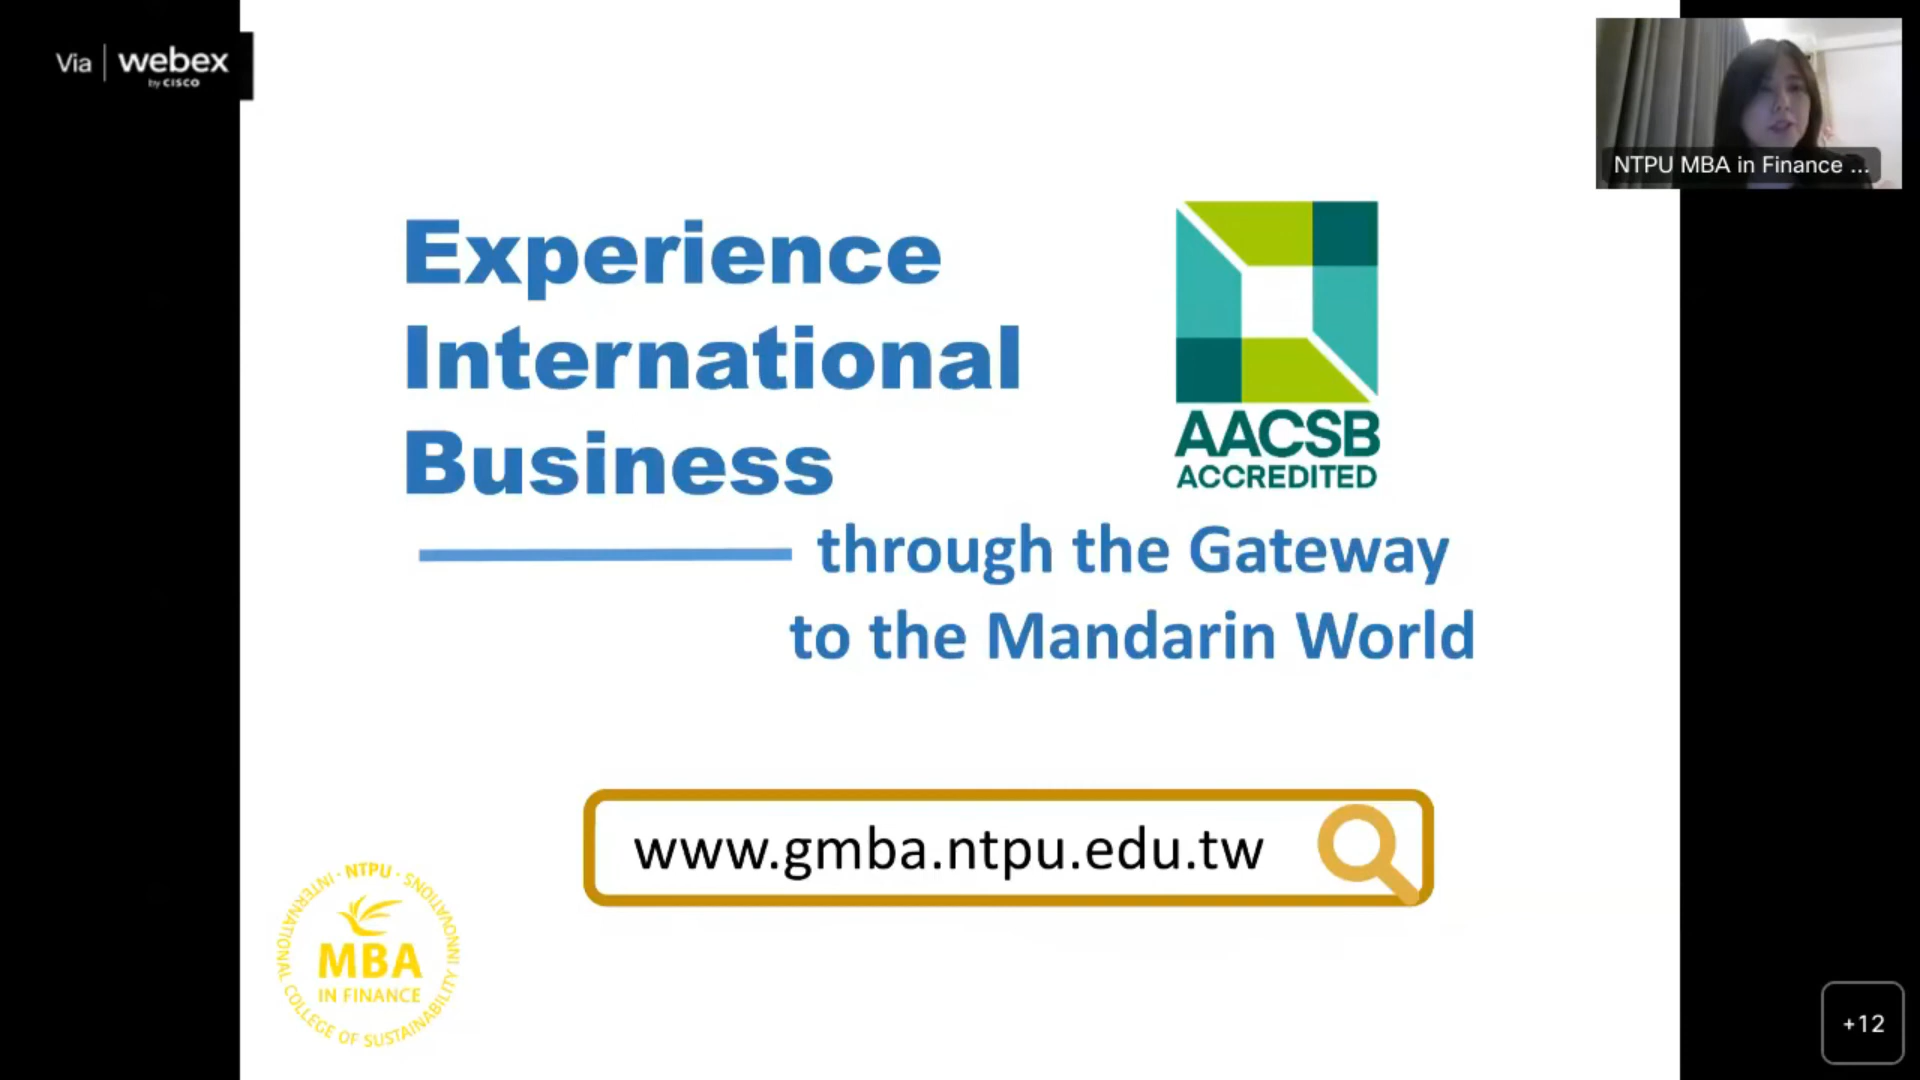 Via webex
by CISCO
NTPU MBA in Finance ...
Experience
International
Business
AACSB
ACCREDITED
through the Gateway
to the Mandarin World
www.gmba.ntpu.edu.tw
· NTPU ·
INTERNATIONAL COLLEGE OF SUSTAINABILITY INNOVATIONS
MBA
IN FINANCE
+12